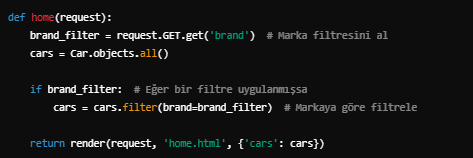 def home(request):
    brand_filter = request.GET.get('brand')  # Marka filtresini al
    cars = Car.objects.all()
    if brand_filter:  # Eğer bir filtre uygulanmışsa
        cars = cars.filter(brand=brand_filter)  # Markaya göre filtrele
    return render(request, 'home.html', {'cars': cars})